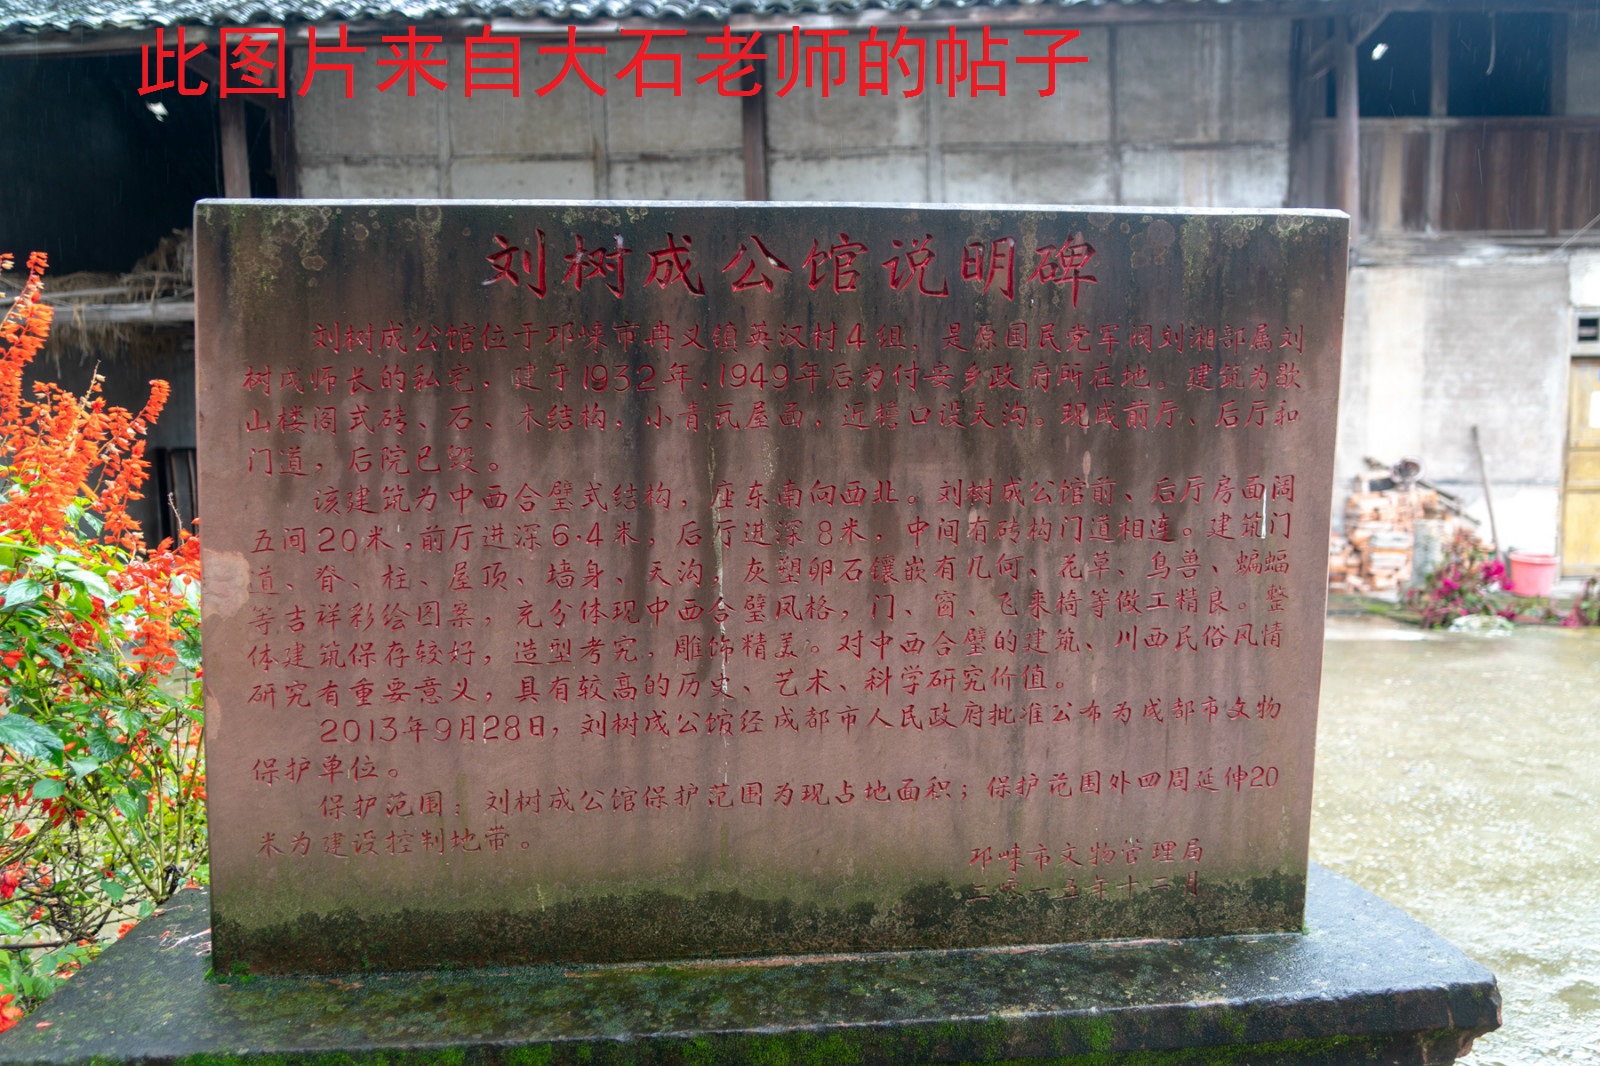 此图片来自大石老师的帖子
刘树成公馆说明碑
刘树成公馆位于邛崃市冉义镇英汉村4组，是原国民党军阀刘湘部属刘
树成师长的私宅，建于1932年，1949年后为付安乡政府所在地。建筑为歇
山楼阁式砖、石、木结构，小青瓦屋面，近檐口设天沟。现成前厅、后厅和
门道，后院已毁。
该建筑为中西合璧式结构，座东南向西北。刘树成公馆前、后厅房面阔
五间20米，前厅进深6·4米，后厅进深8米，中间有砖构门道相连。建筑门
道、脊、柱、屋顶、墙身、天沟，灰塑卵石镶嵌有几何、花草、鸟兽、蝙蝠
等吉祥彩绘图案，充分体现中西合璧风格，门、窗、飞来椅等做工精良。整
体建筑保存较好，造型考究，雕饰精美。对中西合璧的建筑、川西民俗风情
研究有重要意义，具有较高的历史、艺术、科学研究价值。
2013年9月28日，刘树成公馆经成都市人民政府批准公布为成都市文物
保护单位。
保护范围：刘树成公馆保护范围为现占地面积；保护范围外四周延伸20
米为建设控制地带。
邛崃市文物管理局
二零一五年十二月